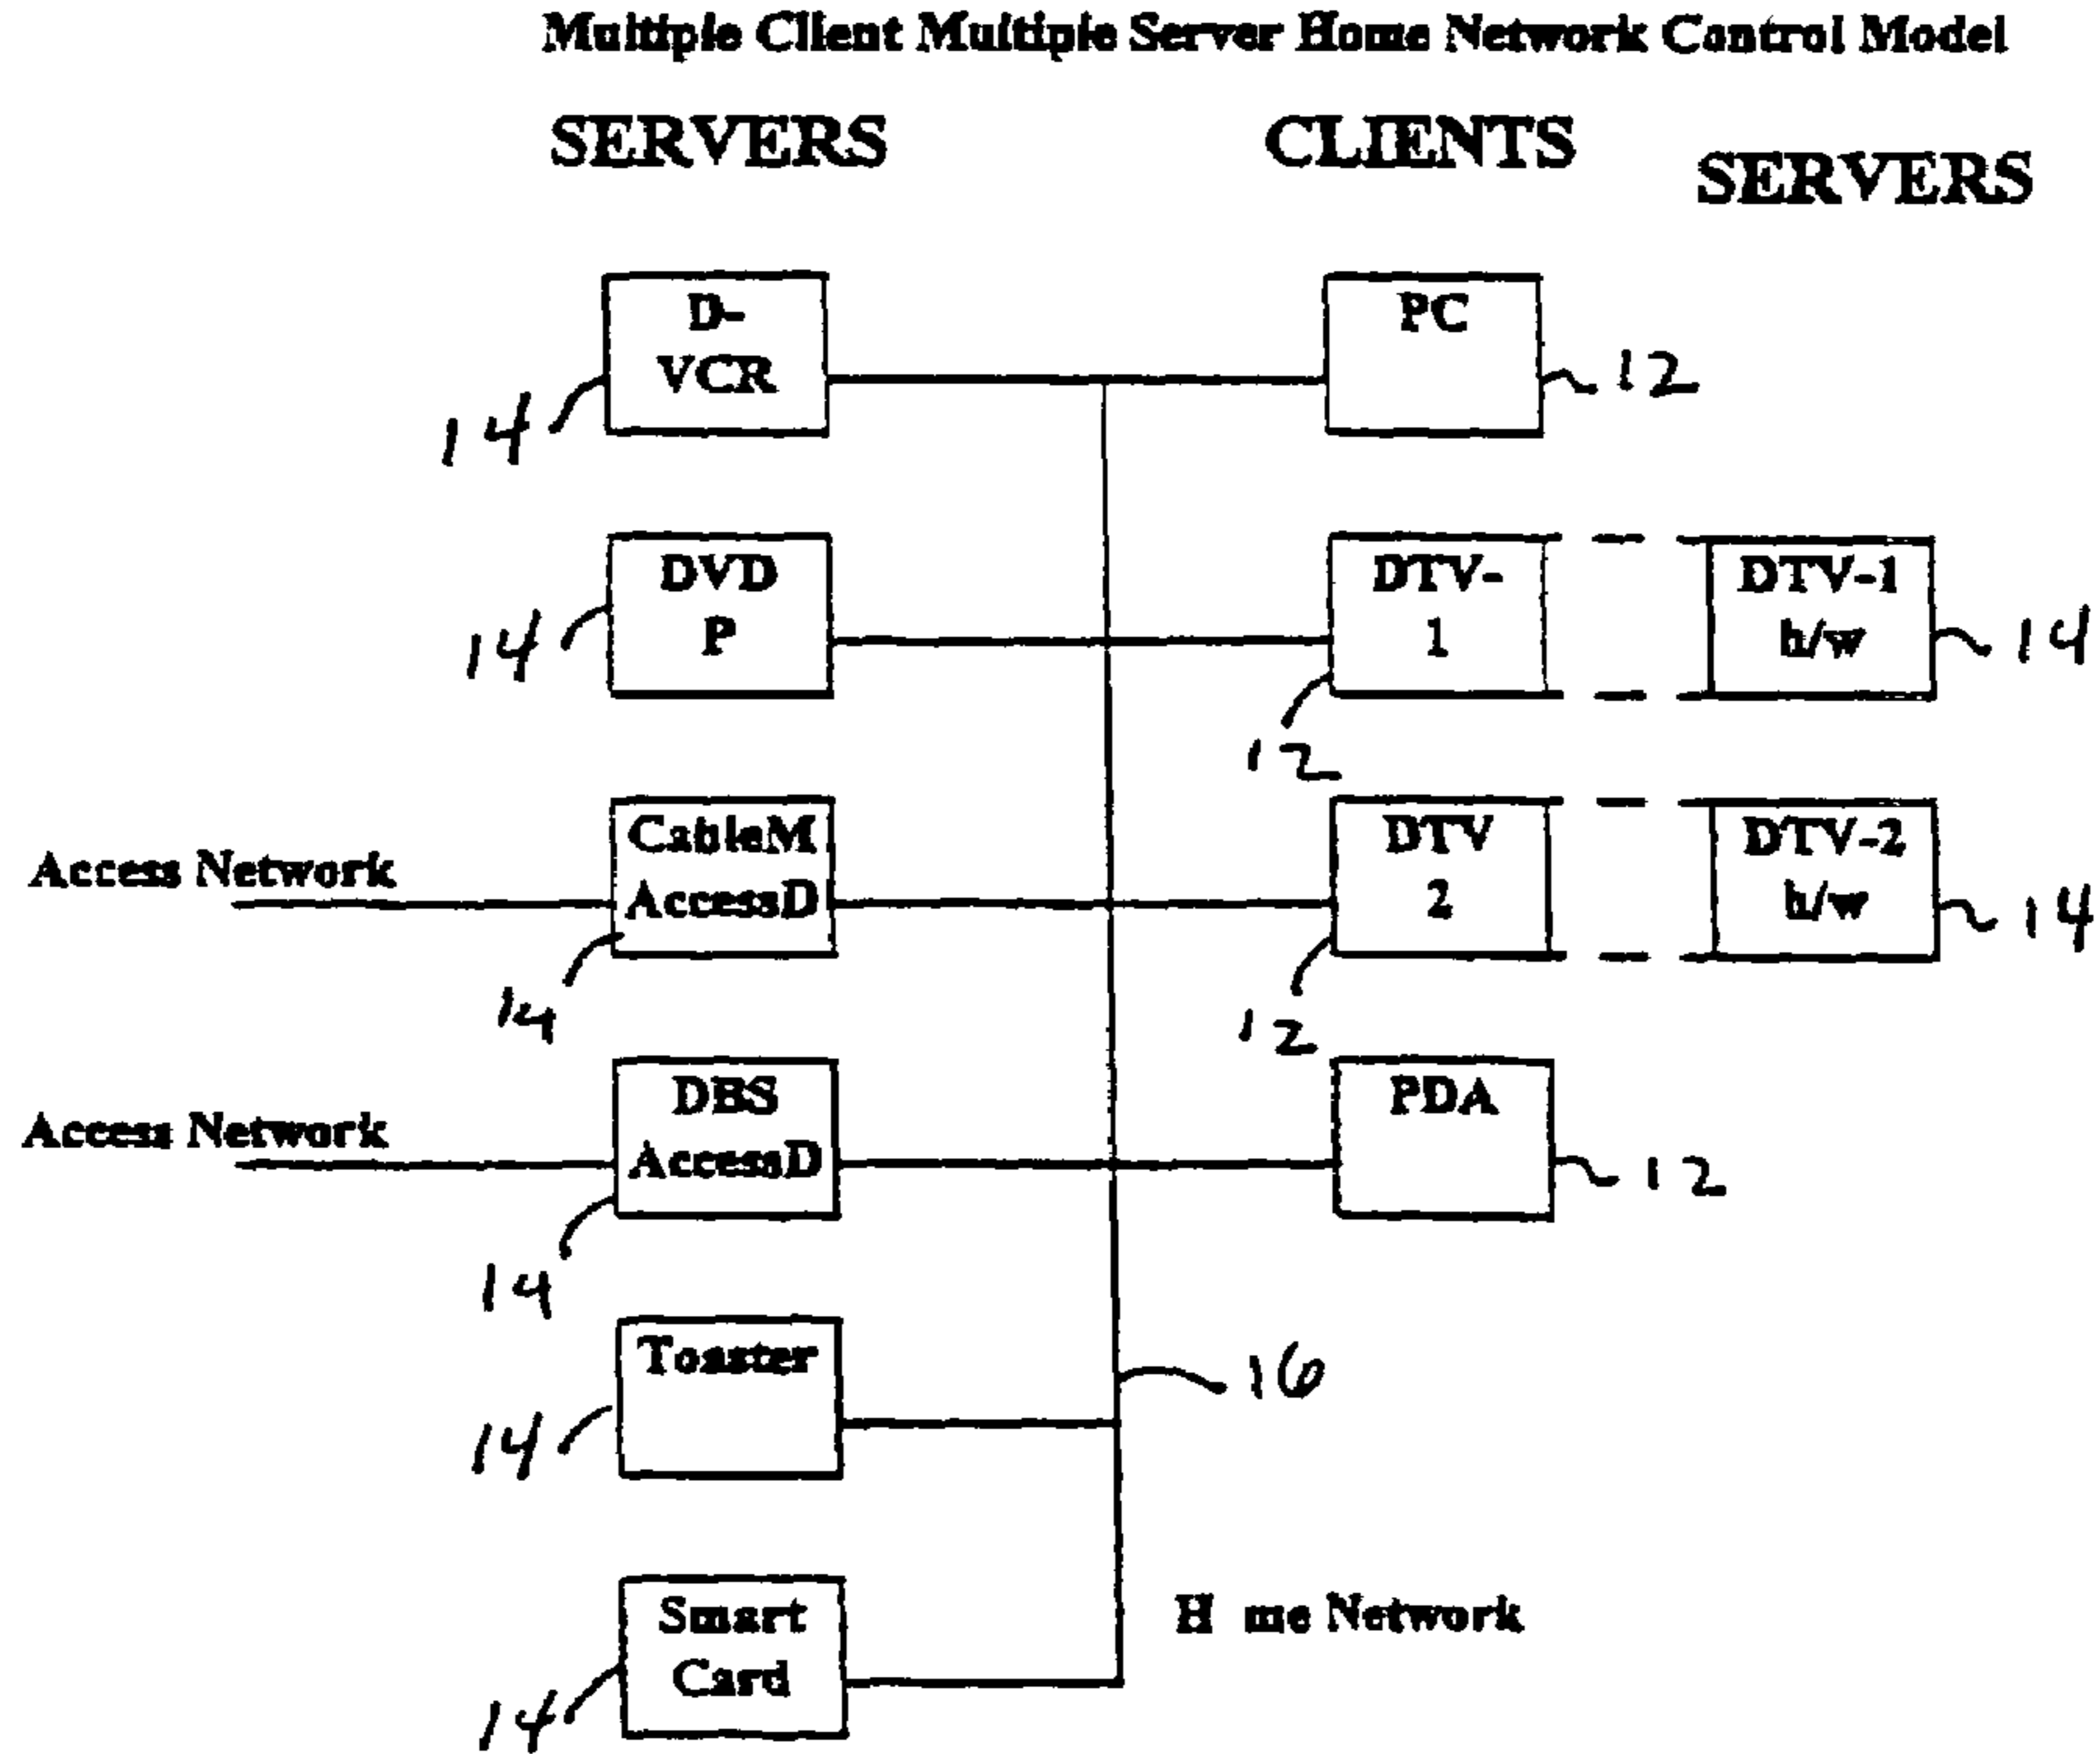 Multiple Client Multiple Server Home Network Control Model
SERVERS
CLIENTS
SERVERS
D-
VCR
14
PC
12
DVD
P
14
DTV-
1
12
DTV-1
h/w
14
Access Network
CableM
AccessD
14
DTV
2
12
DTV-2
h/w
14
Access Network
DBS
AccessD
14
PDA
12
Toaster
14
16
Smart
Card
14
H me Network